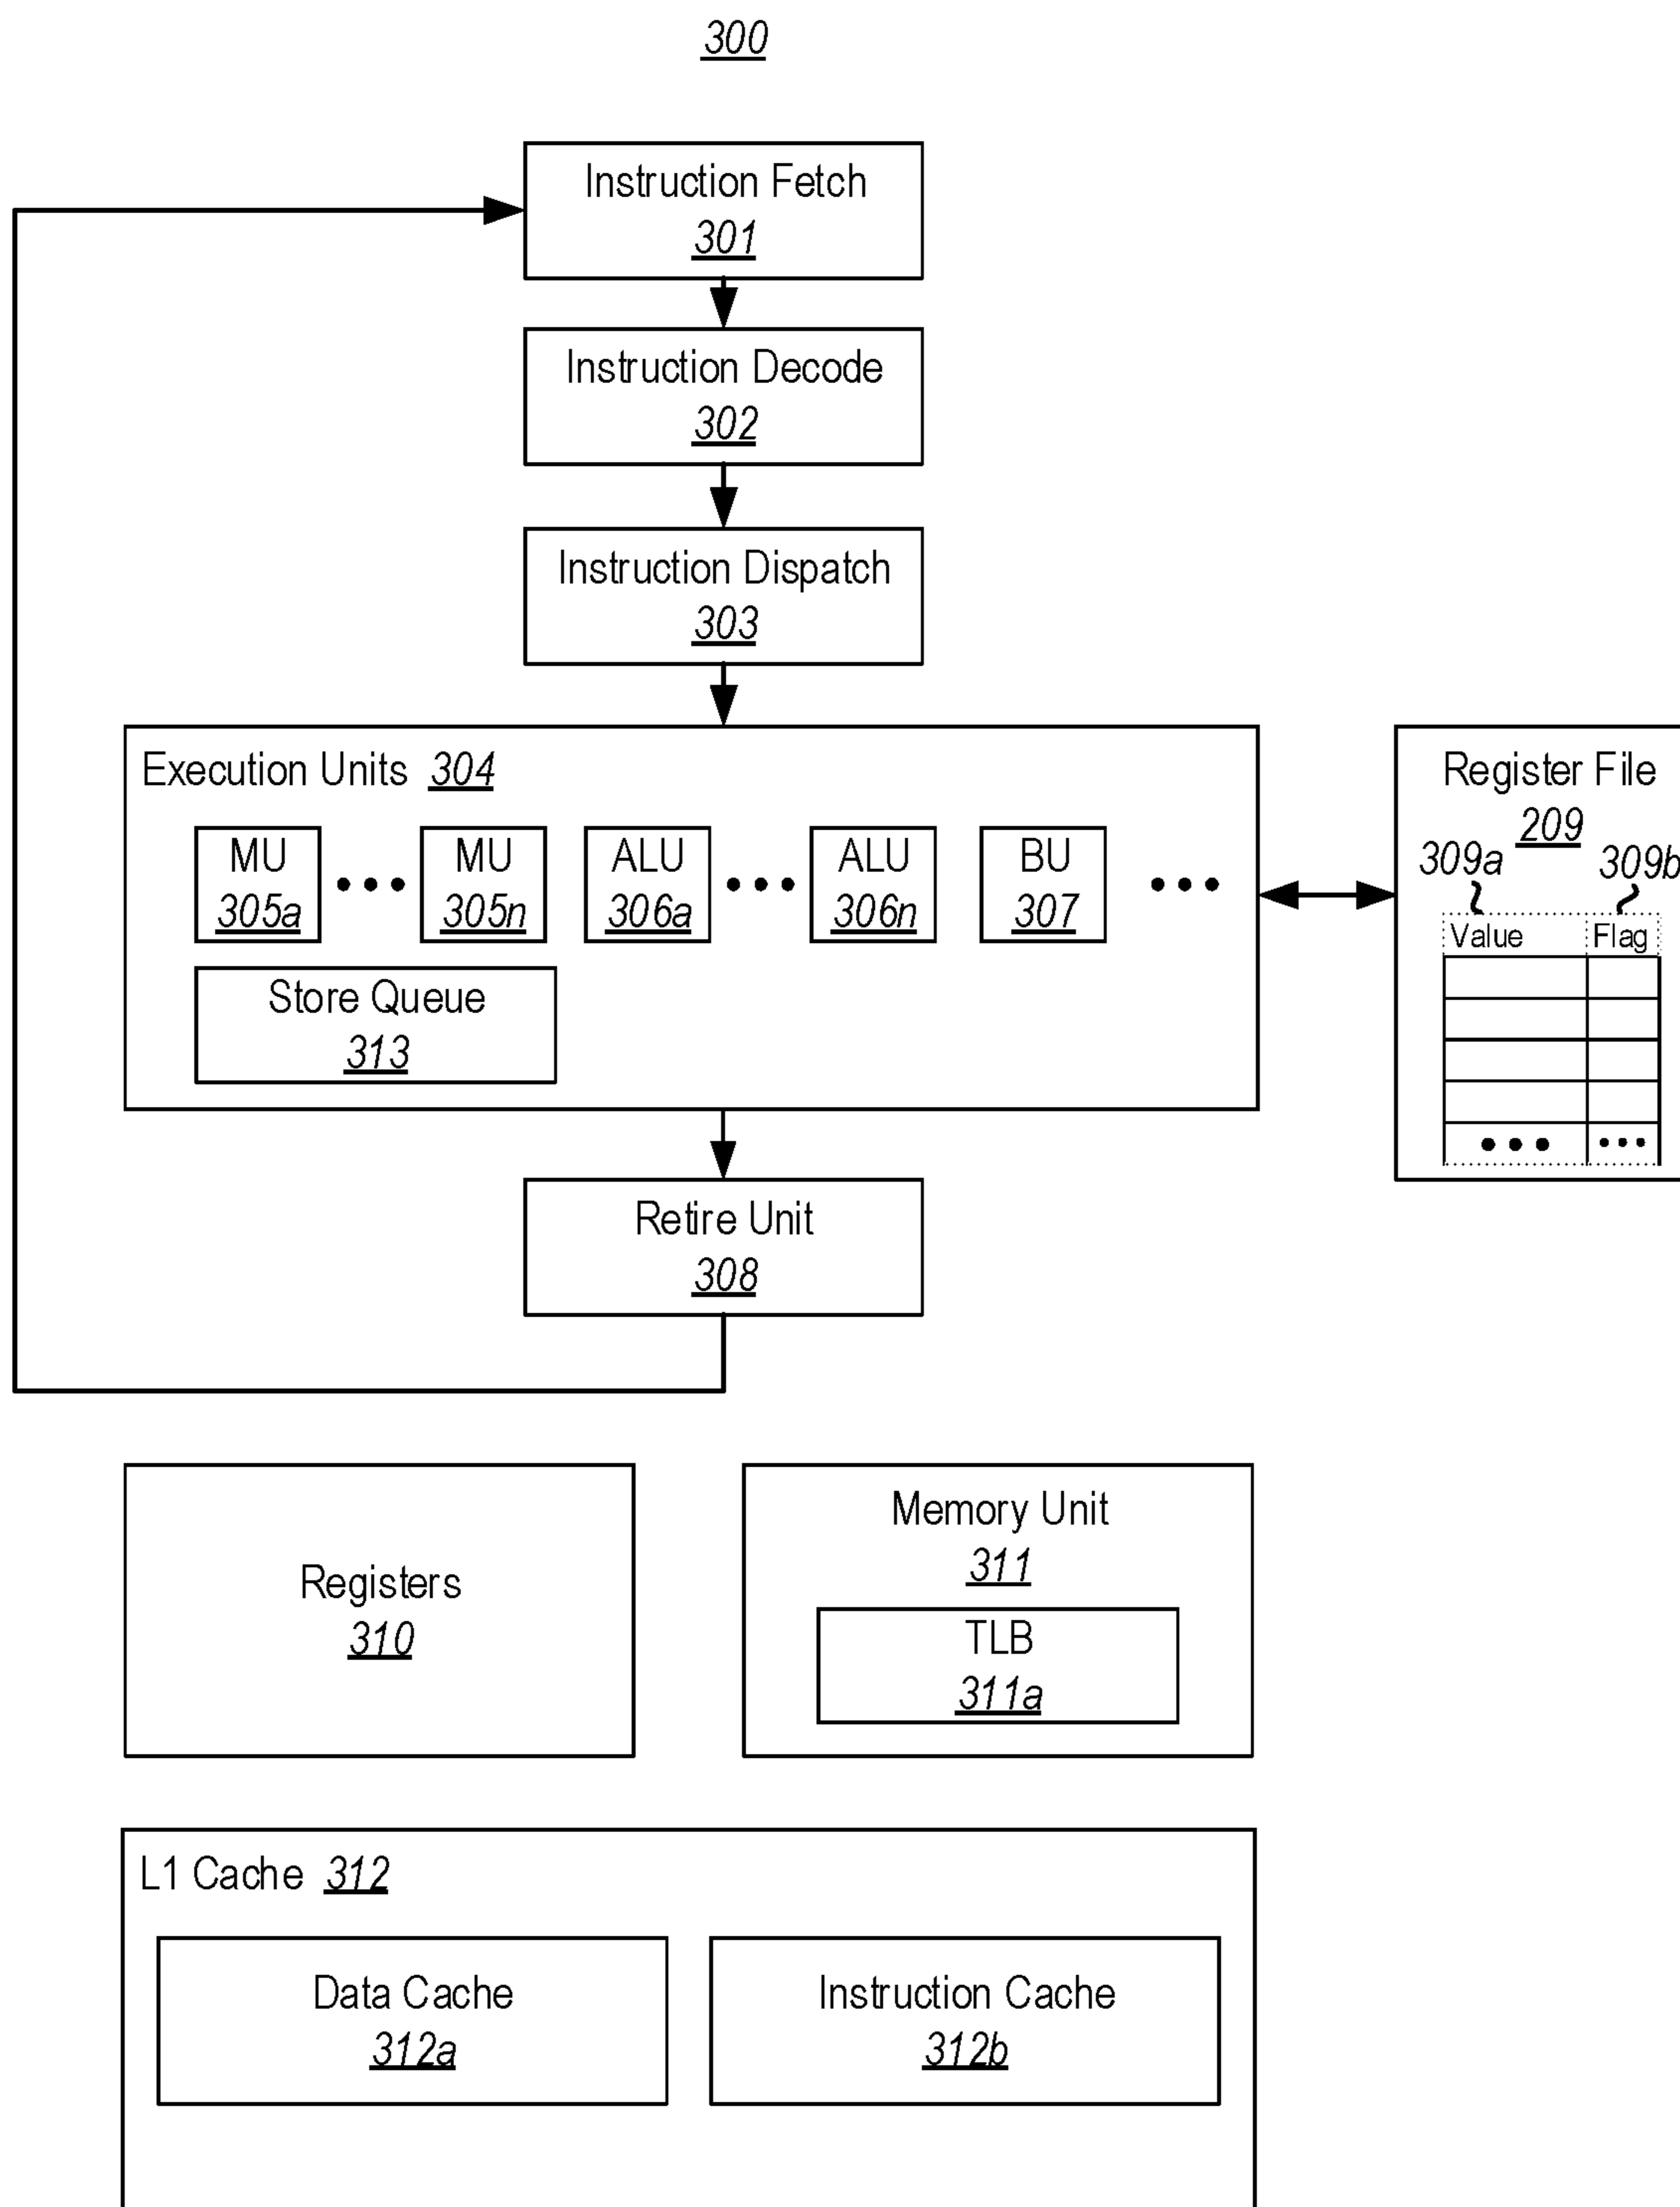 300
Instruction Fetch
301
Instruction Decode
302
Instruction Dispatch
303
Execution Units 304
MU
305a
MU
305n
ALU
306a
ALU
306n
BU
307
Store Queue
313
Register File
209
309a
309b
Value
Flag
Retire Unit
308
Registers
310
Memory Unit
311
TLB
311a
L1 Cache 312
Data Cache
312a
Instruction Cache
312b